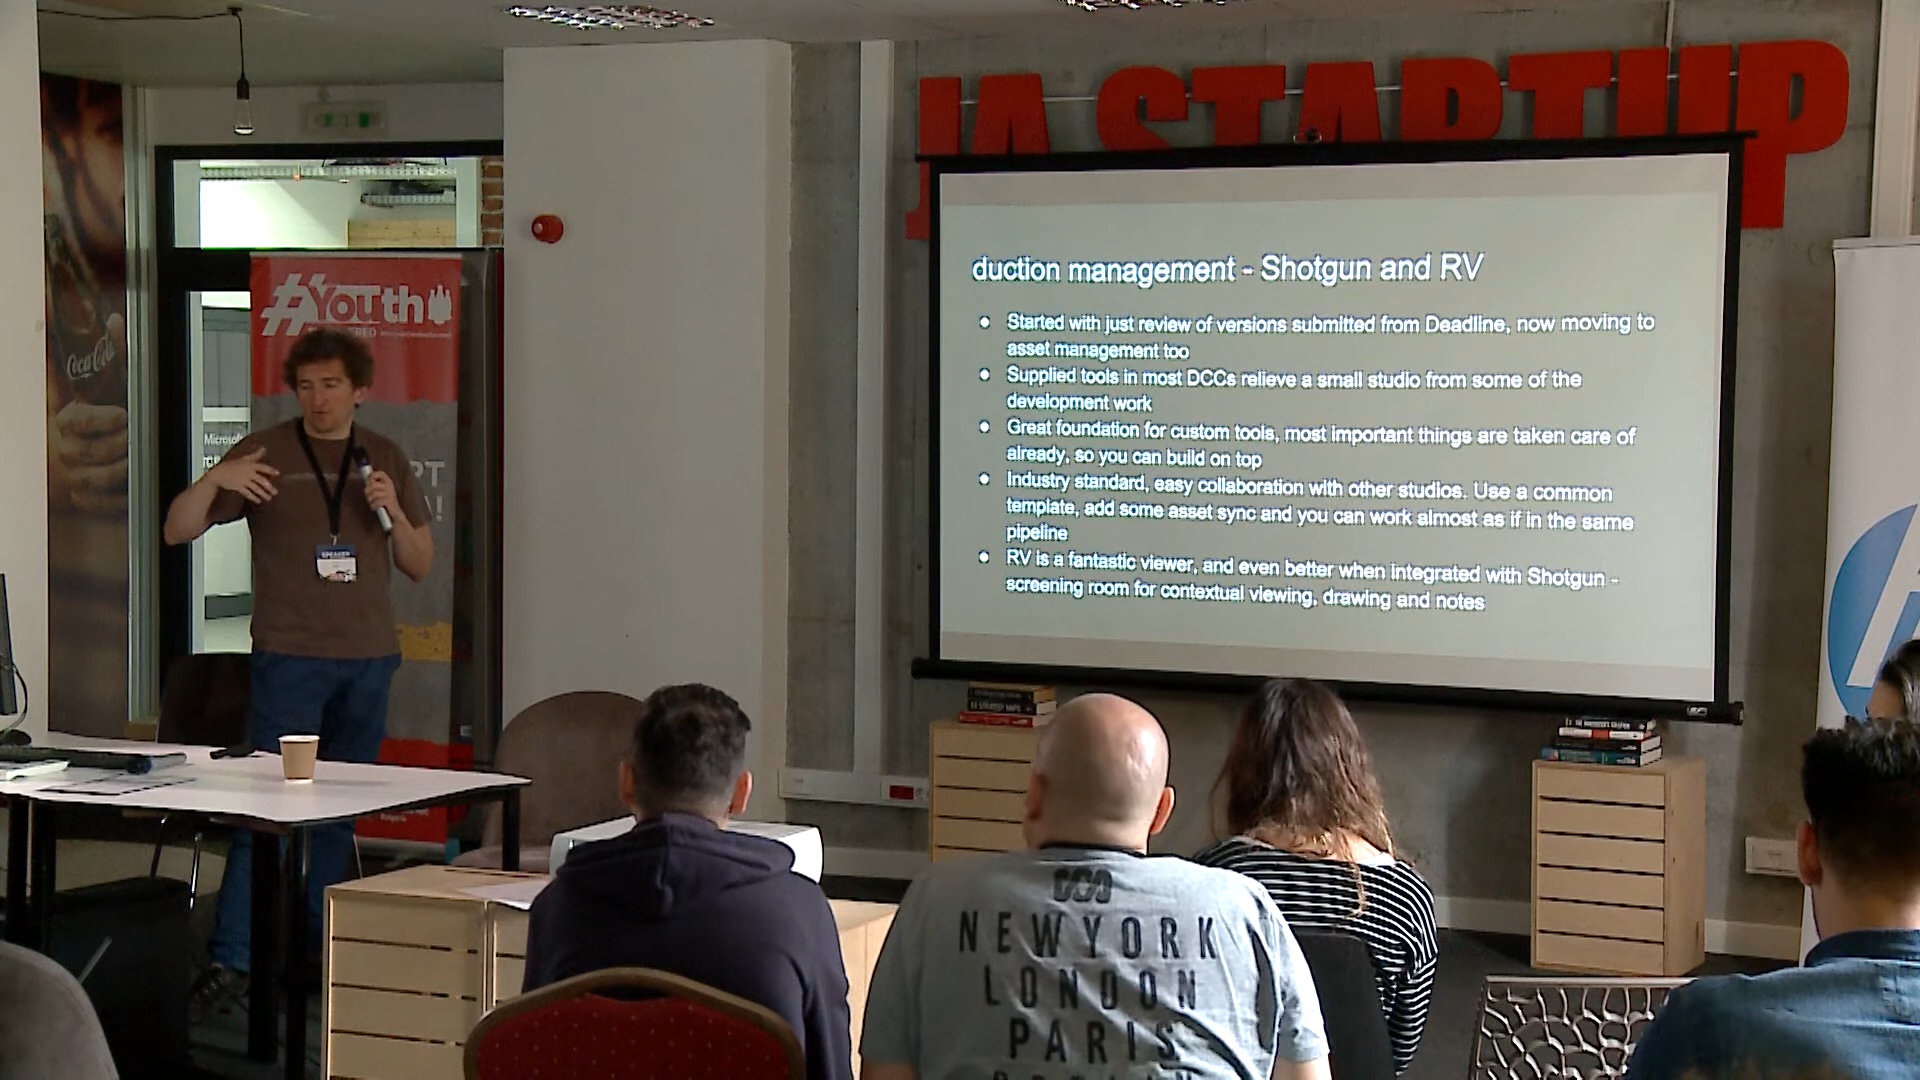 JA STARTUP
#Youth
Coca-Cola
Microsoft
SPEAKER
duction management - Shotgun and RV
● Started with just review of versions submitted from Deadline, now moving to
asset management too
● Supplied tools in most DCCs relieve a small studio from some of the
development work
● Great foundation for custom tools, most important things are taken care of
already, so you can build on top
● Industry standard, easy collaboration with other studios. Use a common
template, add some asset sync and you can work almost as if in the same
pipeline
● RV is a fantastic viewer, and even better when integrated with Shotgun -
screening room for contextual viewing, drawing and notes
NEW YORK
LONDON
PARIS